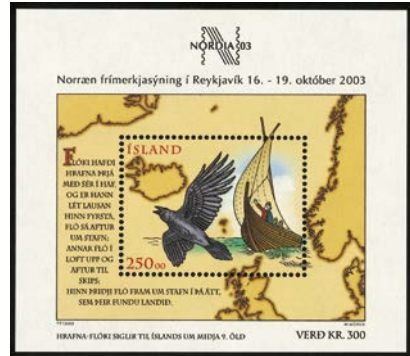 NORDIA 03
Norræn frímerkjasýning í Reykjavík 16. - 19. október 2003
ÍSLAND
FLÓKI HAFÐI
HRAFNA ÞRJÁ
MEÐ SÉR Í HAF,
OG ER HANN
LÉT LAUSAN
HINN FYRSTA,
FLÓ SÁ AFTUR
UM STAFN;
ANNAR FLÓ Í
LOFT UPP OG
AFTUR TIL
SKIPS;
HINN ÞRIÐJI FLÓ FRAM UM STAFN Í ÞÁ ÁTT,
SEM ÞEIR FUNDU LANDIÐ.
250.00
HRAFNA-FLÓKI SIGLIR TIL ÍSLANDS UM MIÐJA 9. ÖLD
VERÐ KR. 300